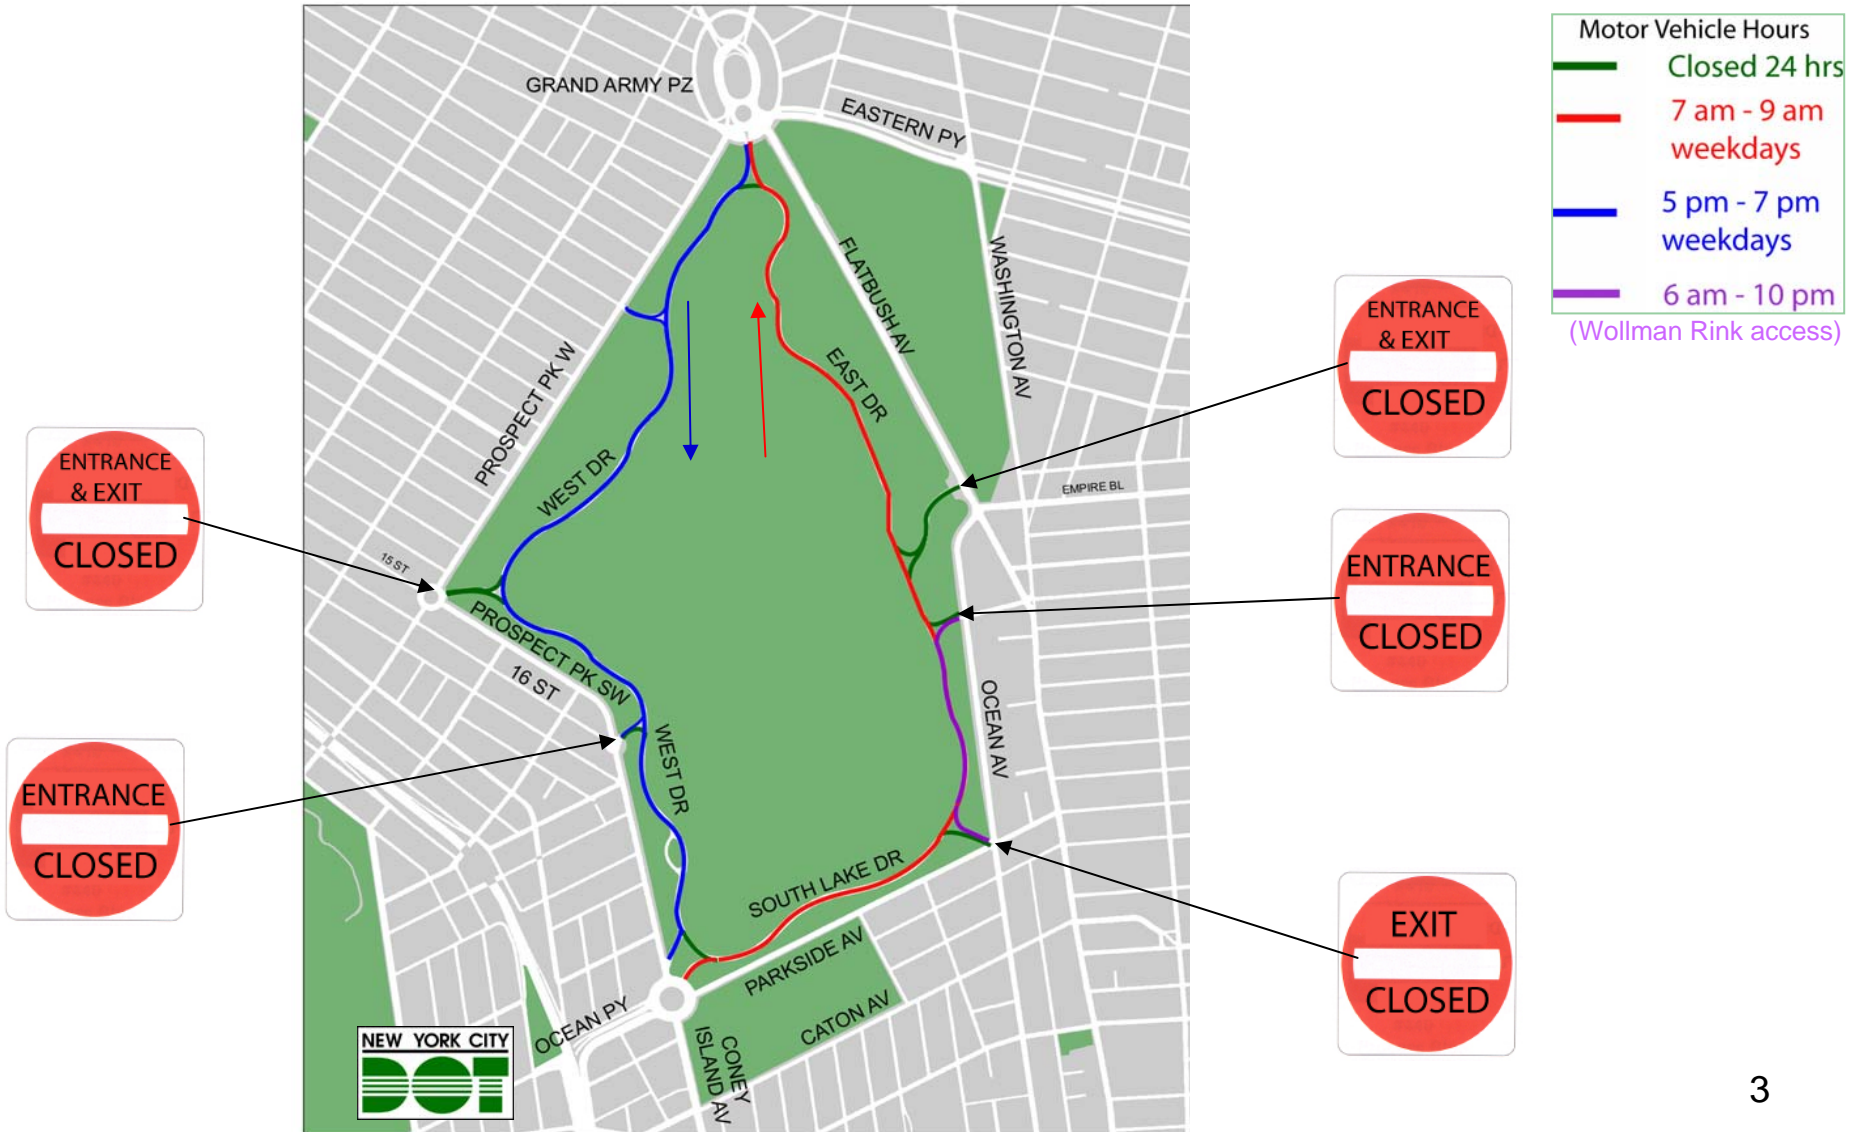 GRAND ARMY PZ
EASTERN PY
FLATBUSH AV
WASHINGTON AV
PROSPECT PK W
EAST DR
WEST DR
EMPIRE BL
15 ST
PROSPECT PK SW
16 ST
WEST DR
OCEAN AV
SOUTH LAKE DR
PARKSIDE AV
CATON AV
OCEAN PY
CONEY
ISLAND AV
NEW YORK CITY
DOT
ENTRANCE
& EXIT
CLOSED
ENTRANCE
CLOSED
Motor Vehicle Hours
Closed 24 hrs
7 am - 9 am
weekdays
5 pm - 7 pm
weekdays
6 am - 10 pm
(Wollman Rink access)
ENTRANCE
& EXIT
CLOSED
ENTRANCE
CLOSED
EXIT
CLOSED
3